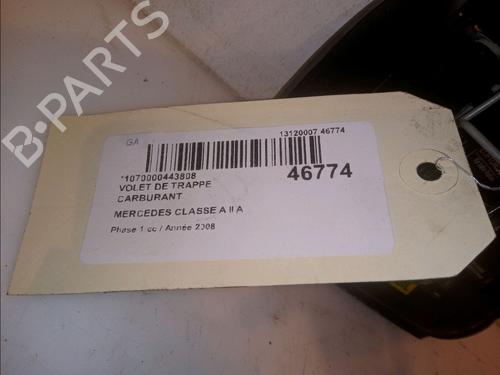 B-PARTS
GA
13120007 46774
*1070000443808
46774
VOLET DE TRAPPE
CARBURANT
MERCEDES CLASSE A II A
Phase 1 cc / Année 2008